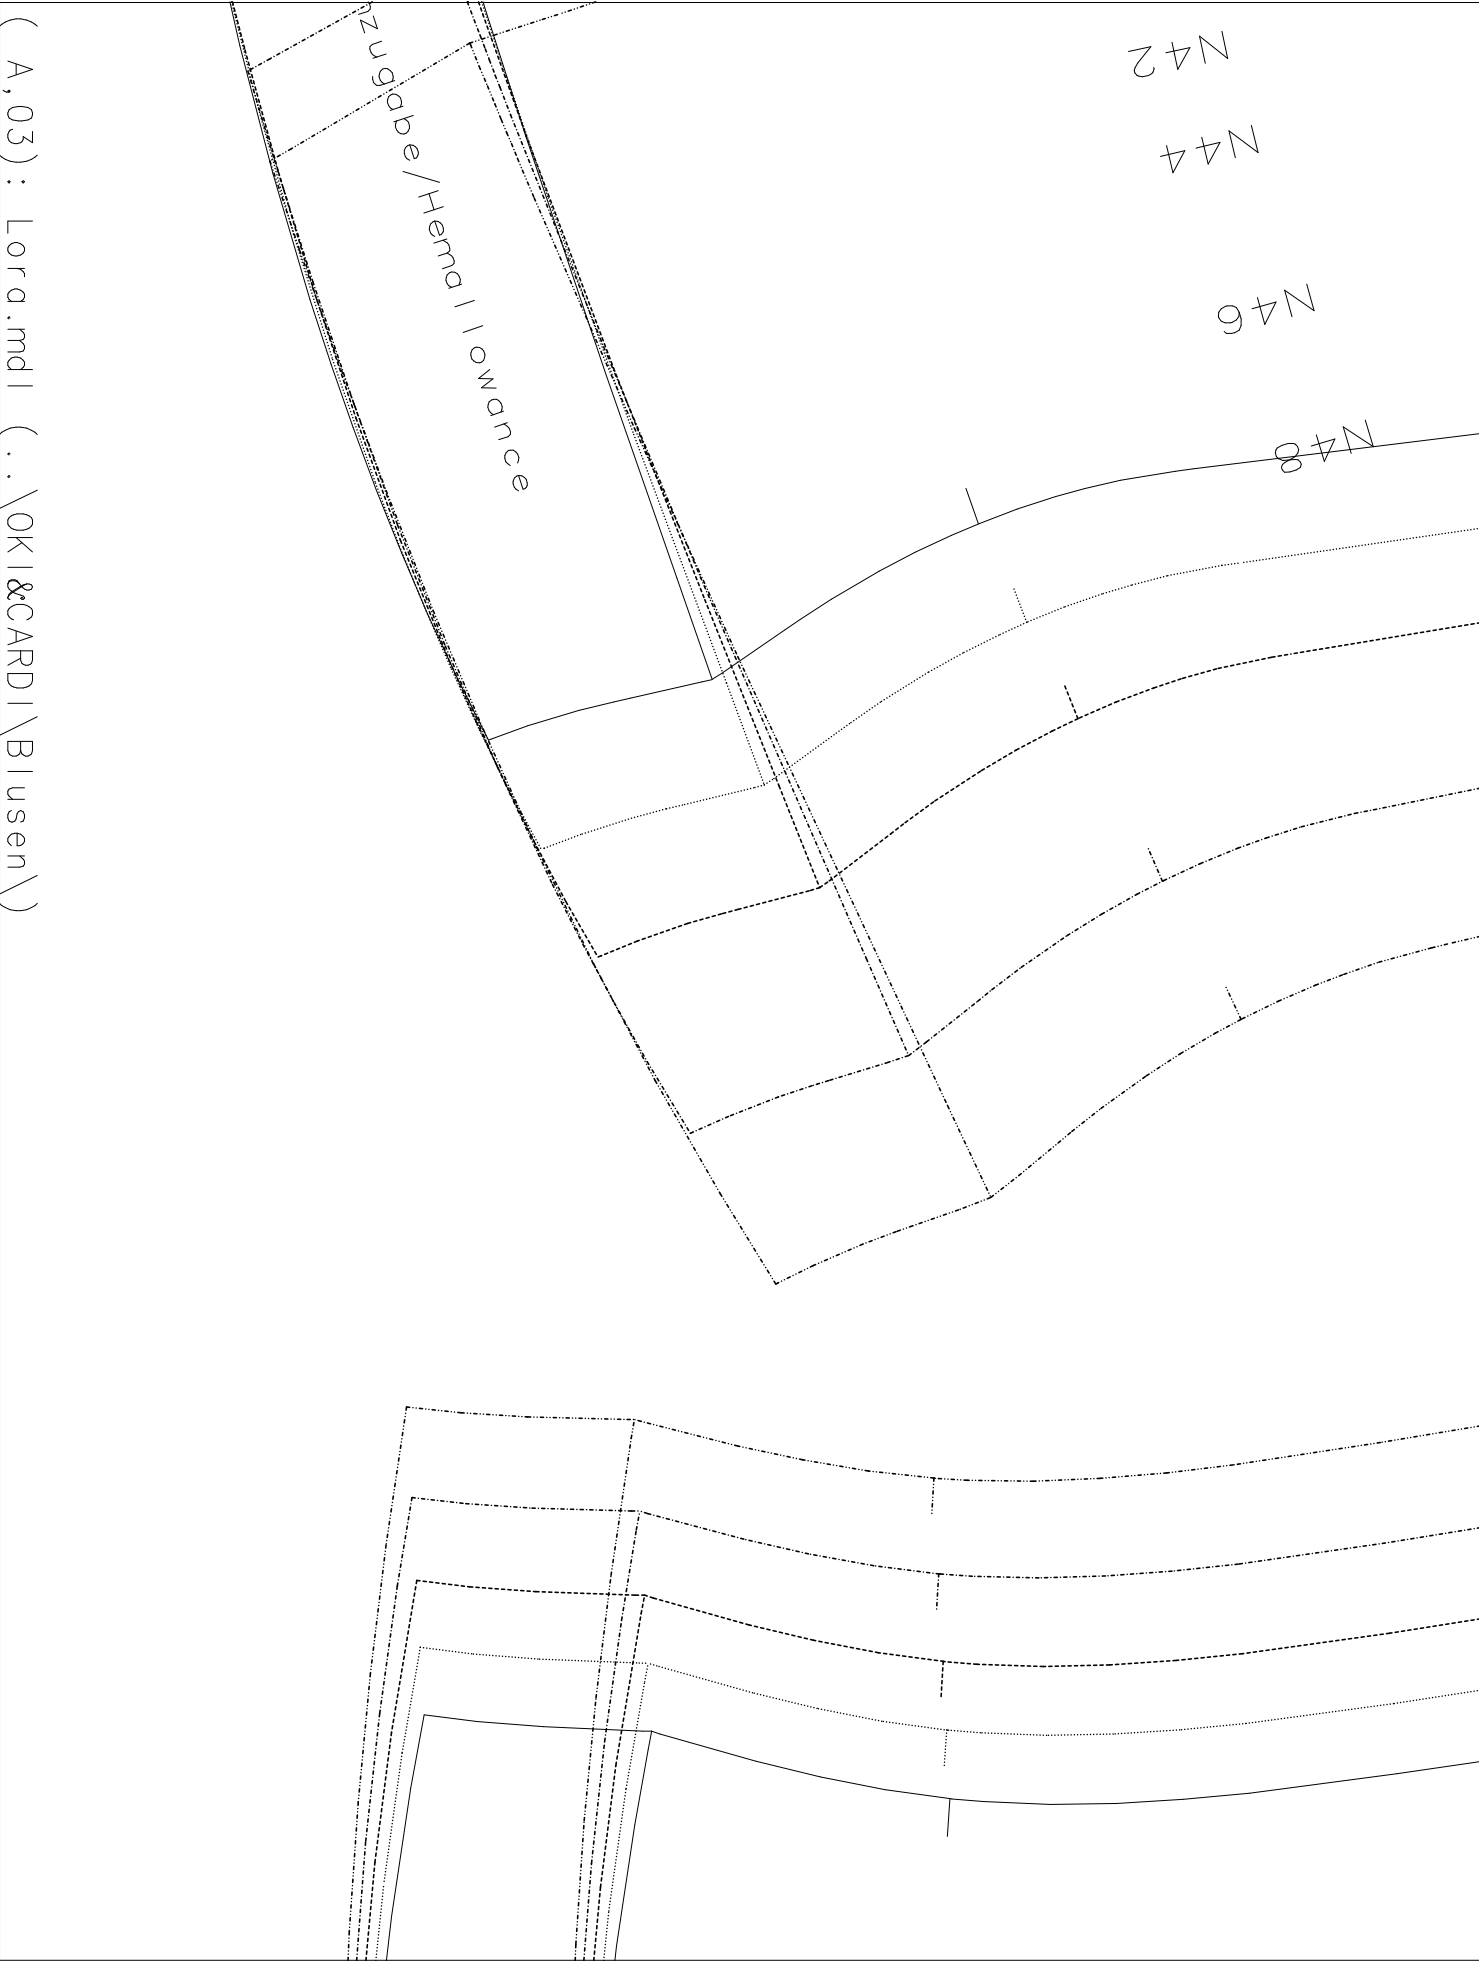 ( A,03): Lora.mdl (..\OKI&CARDI\Blusen\)
nzugabe/Hemallowance
N42
N44
N46
N48